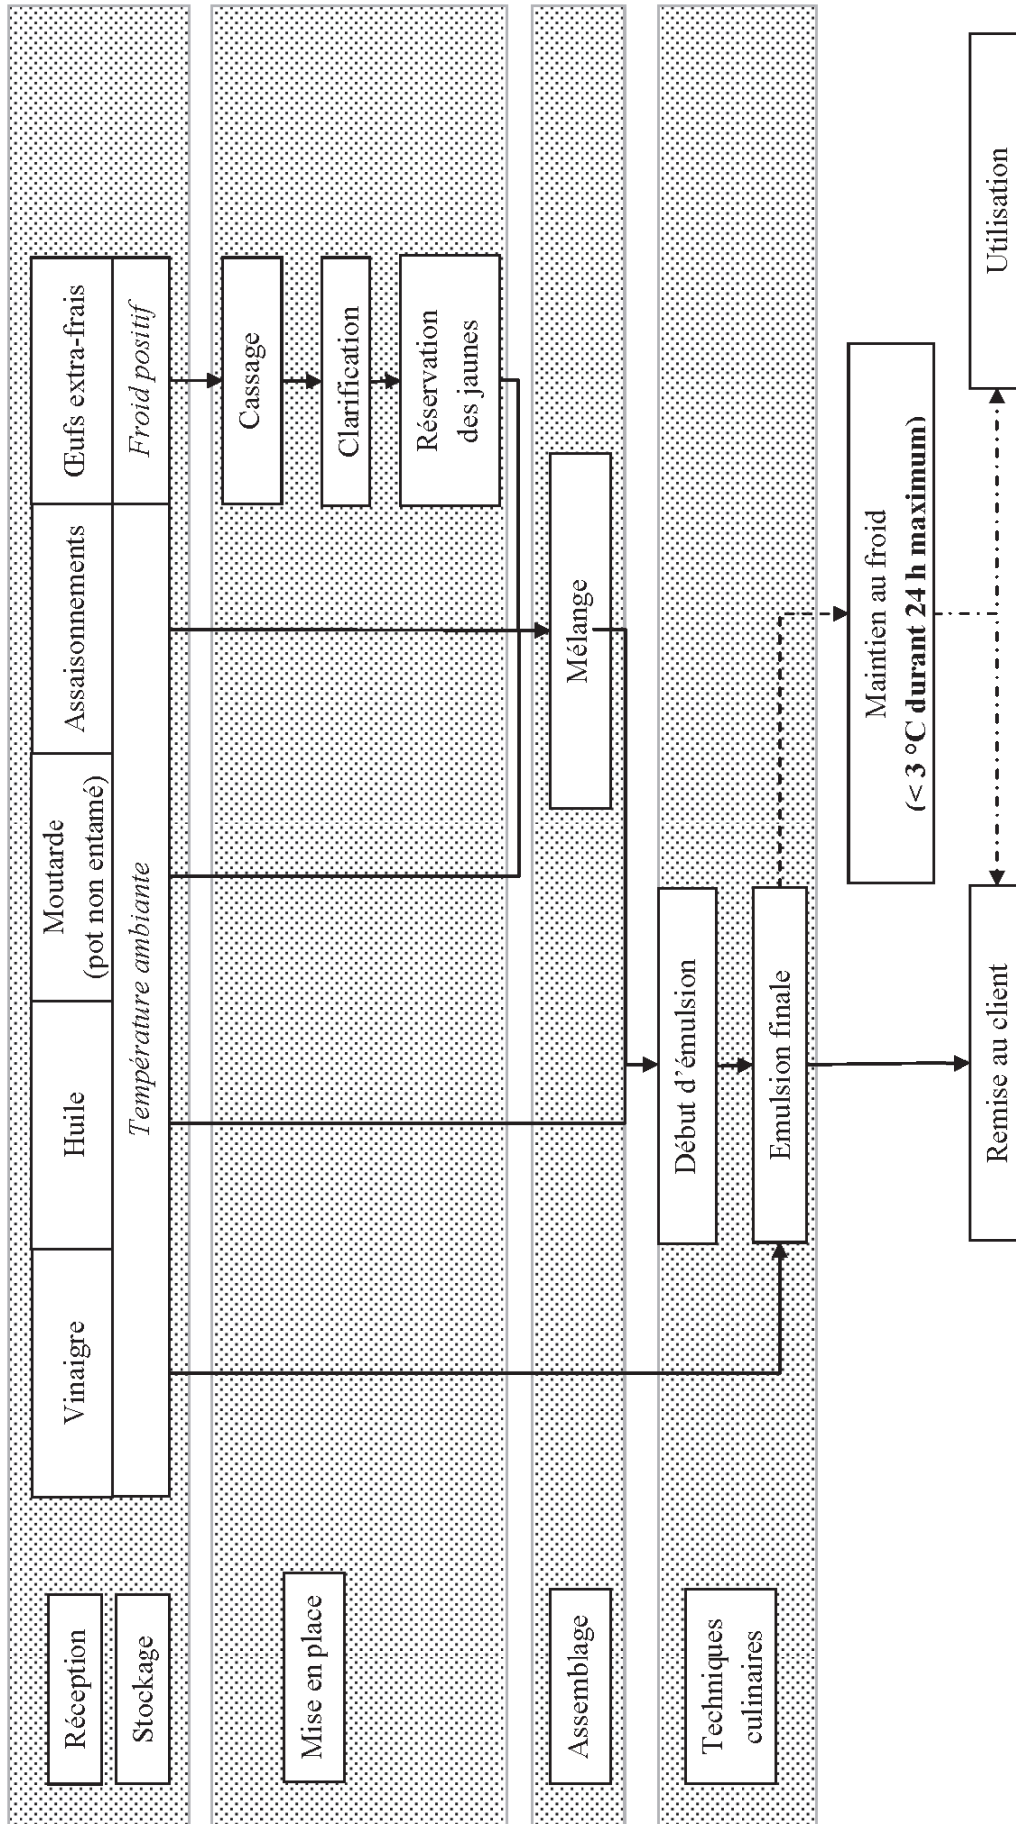 Réception
Vinaigre
Huile
Moutarde
(pot non entamé)
Assaisonnements
Œufs extra-frais
Stockage
Température ambiante
Froid positif
Mise en place
Cassage
Clarification
Réservation
des jaunes
Assemblage
Mélange
Techniques
culinaires
Début d'émulsion
Emulsion finale
Maintien au froid
(< 3 °C durant 24 h maximum)
Remise au client
Utilisation